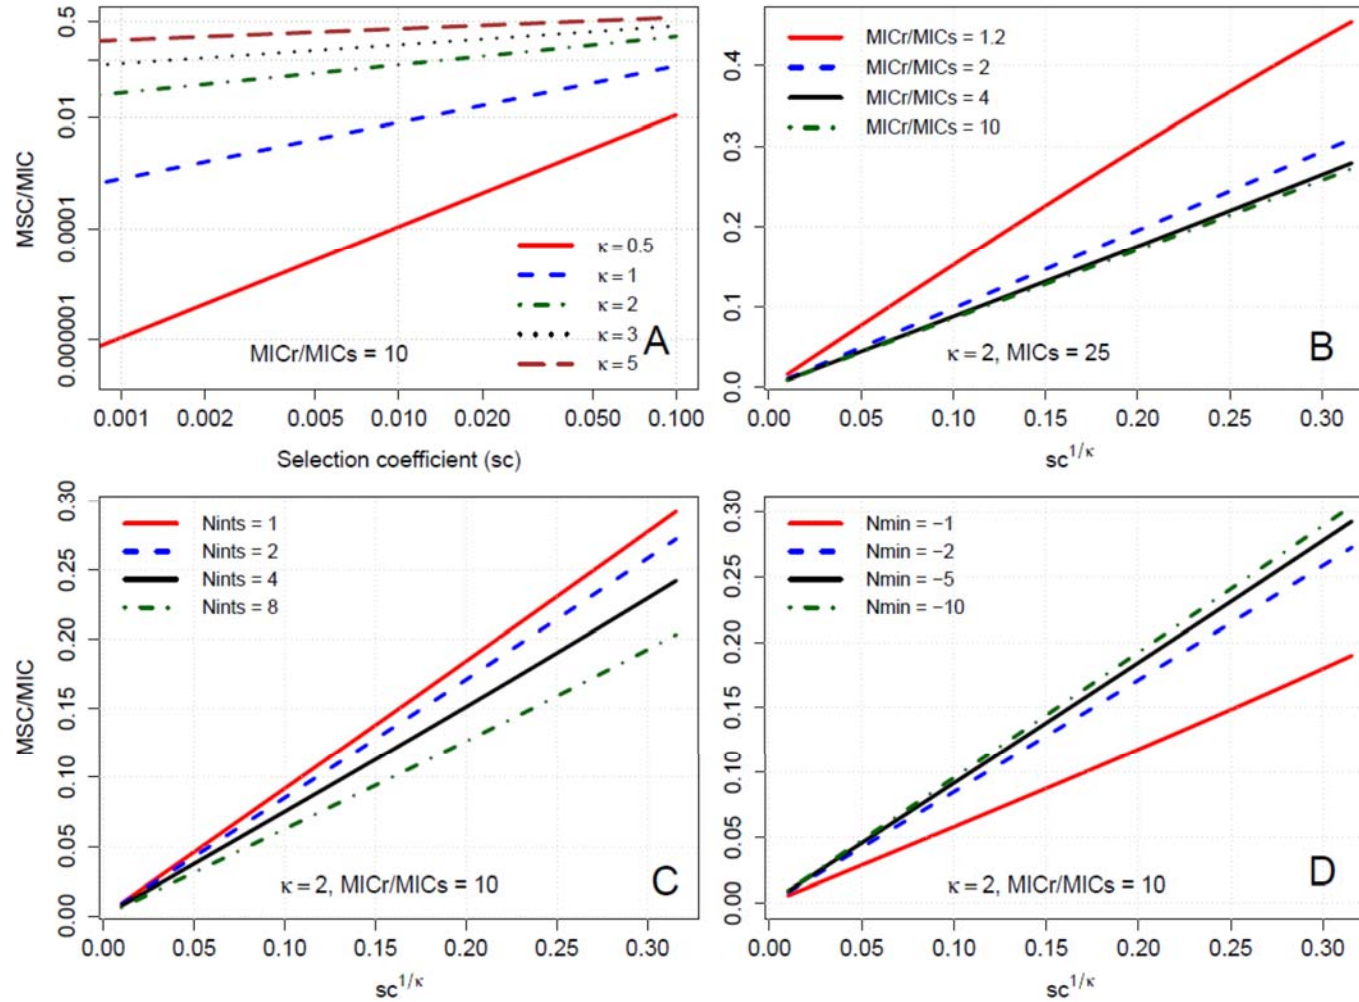 0.5
0.01
0.0001
0.000001
MSC/MIC
κ = 0.5
κ = 1
κ = 2
κ = 3
κ = 5
MICr/MICs = 10
A
0.001 0.002 0.005 0.010 0.020 0.050 0.100
Selection coefficient (sc)
MICr/MICs = 1.2
MICr/MICs = 2
MICr/MICs = 4
MICr/MICs = 10
0.4
0.3
0.2
0.1
0.0
κ = 2, MICs = 25
B
0.00 0.05 0.10 0.15 0.20 0.25 0.30
sc^1/κ
0.30
0.25
0.20
0.15
0.10
0.05
0.00
MSC/MIC
Nints = 1
Nints = 2
Nints = 4
Nints = 8
κ = 2, MICr/MICs = 10
C
0.00 0.05 0.10 0.15 0.20 0.25 0.30
sc^1/κ
0.30
0.25
0.20
0.15
0.10
0.05
0.00
Nmin = −1
Nmin = −2
Nmin = −5
Nmin = −10
κ = 2, MICr/MICs = 10
D
0.00 0.05 0.10 0.15 0.20 0.25 0.30
sc^1/κ